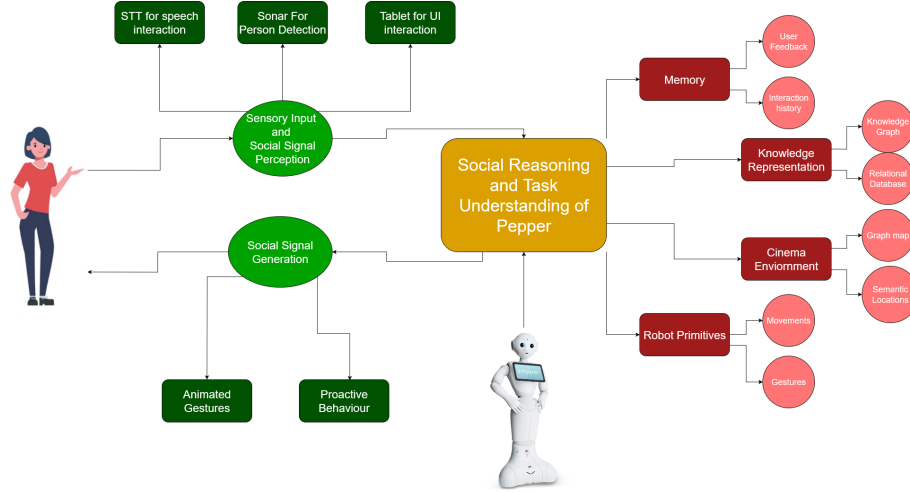 STT for speech
interaction
Sonar For
Person Detection
Tablet for UI
interaction
Sensory Input and
Social Signal
Perception
Social Reasoning
and Task
Understanding of
Pepper
Social Signal
Generation
Animated
Gestures
Proactive
Behaviour
Memory
User
Feedback
Interaction
history
Knowledge
Representation
Knowledge
Graph
Relational
Database
Cinema
Enviornment
Graph map
Semantic
Locations
Robot Primitives
Movements
Gestures